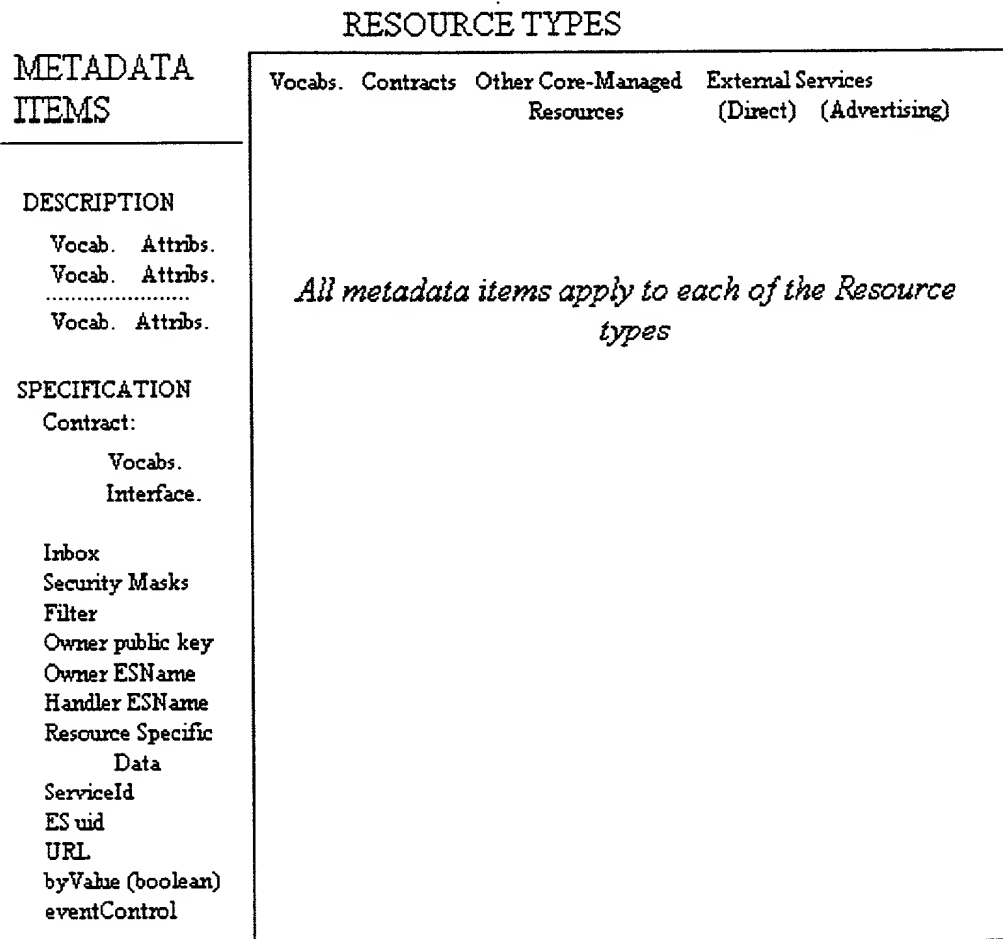 RESOURCE TYPES
METADATA
ITEMS
Vocabs. Contracts Other Core-Managed External Services
Resources (Direct) (Advertising)
DESCRIPTION
Vocab. Attribs.
Vocab. Attribs.
.......................
Vocab. Attribs.
All metadata items apply to each of the Resource
types
SPECIFICATION
Contract:
Vocabs.
Interface.
Inbox
Security Masks
Filter
Owner public key
Owner ESName
Handler ESName
Resource Specific
Data
ServiceId
ES uid
URL
byValue (boolean)
eventControl